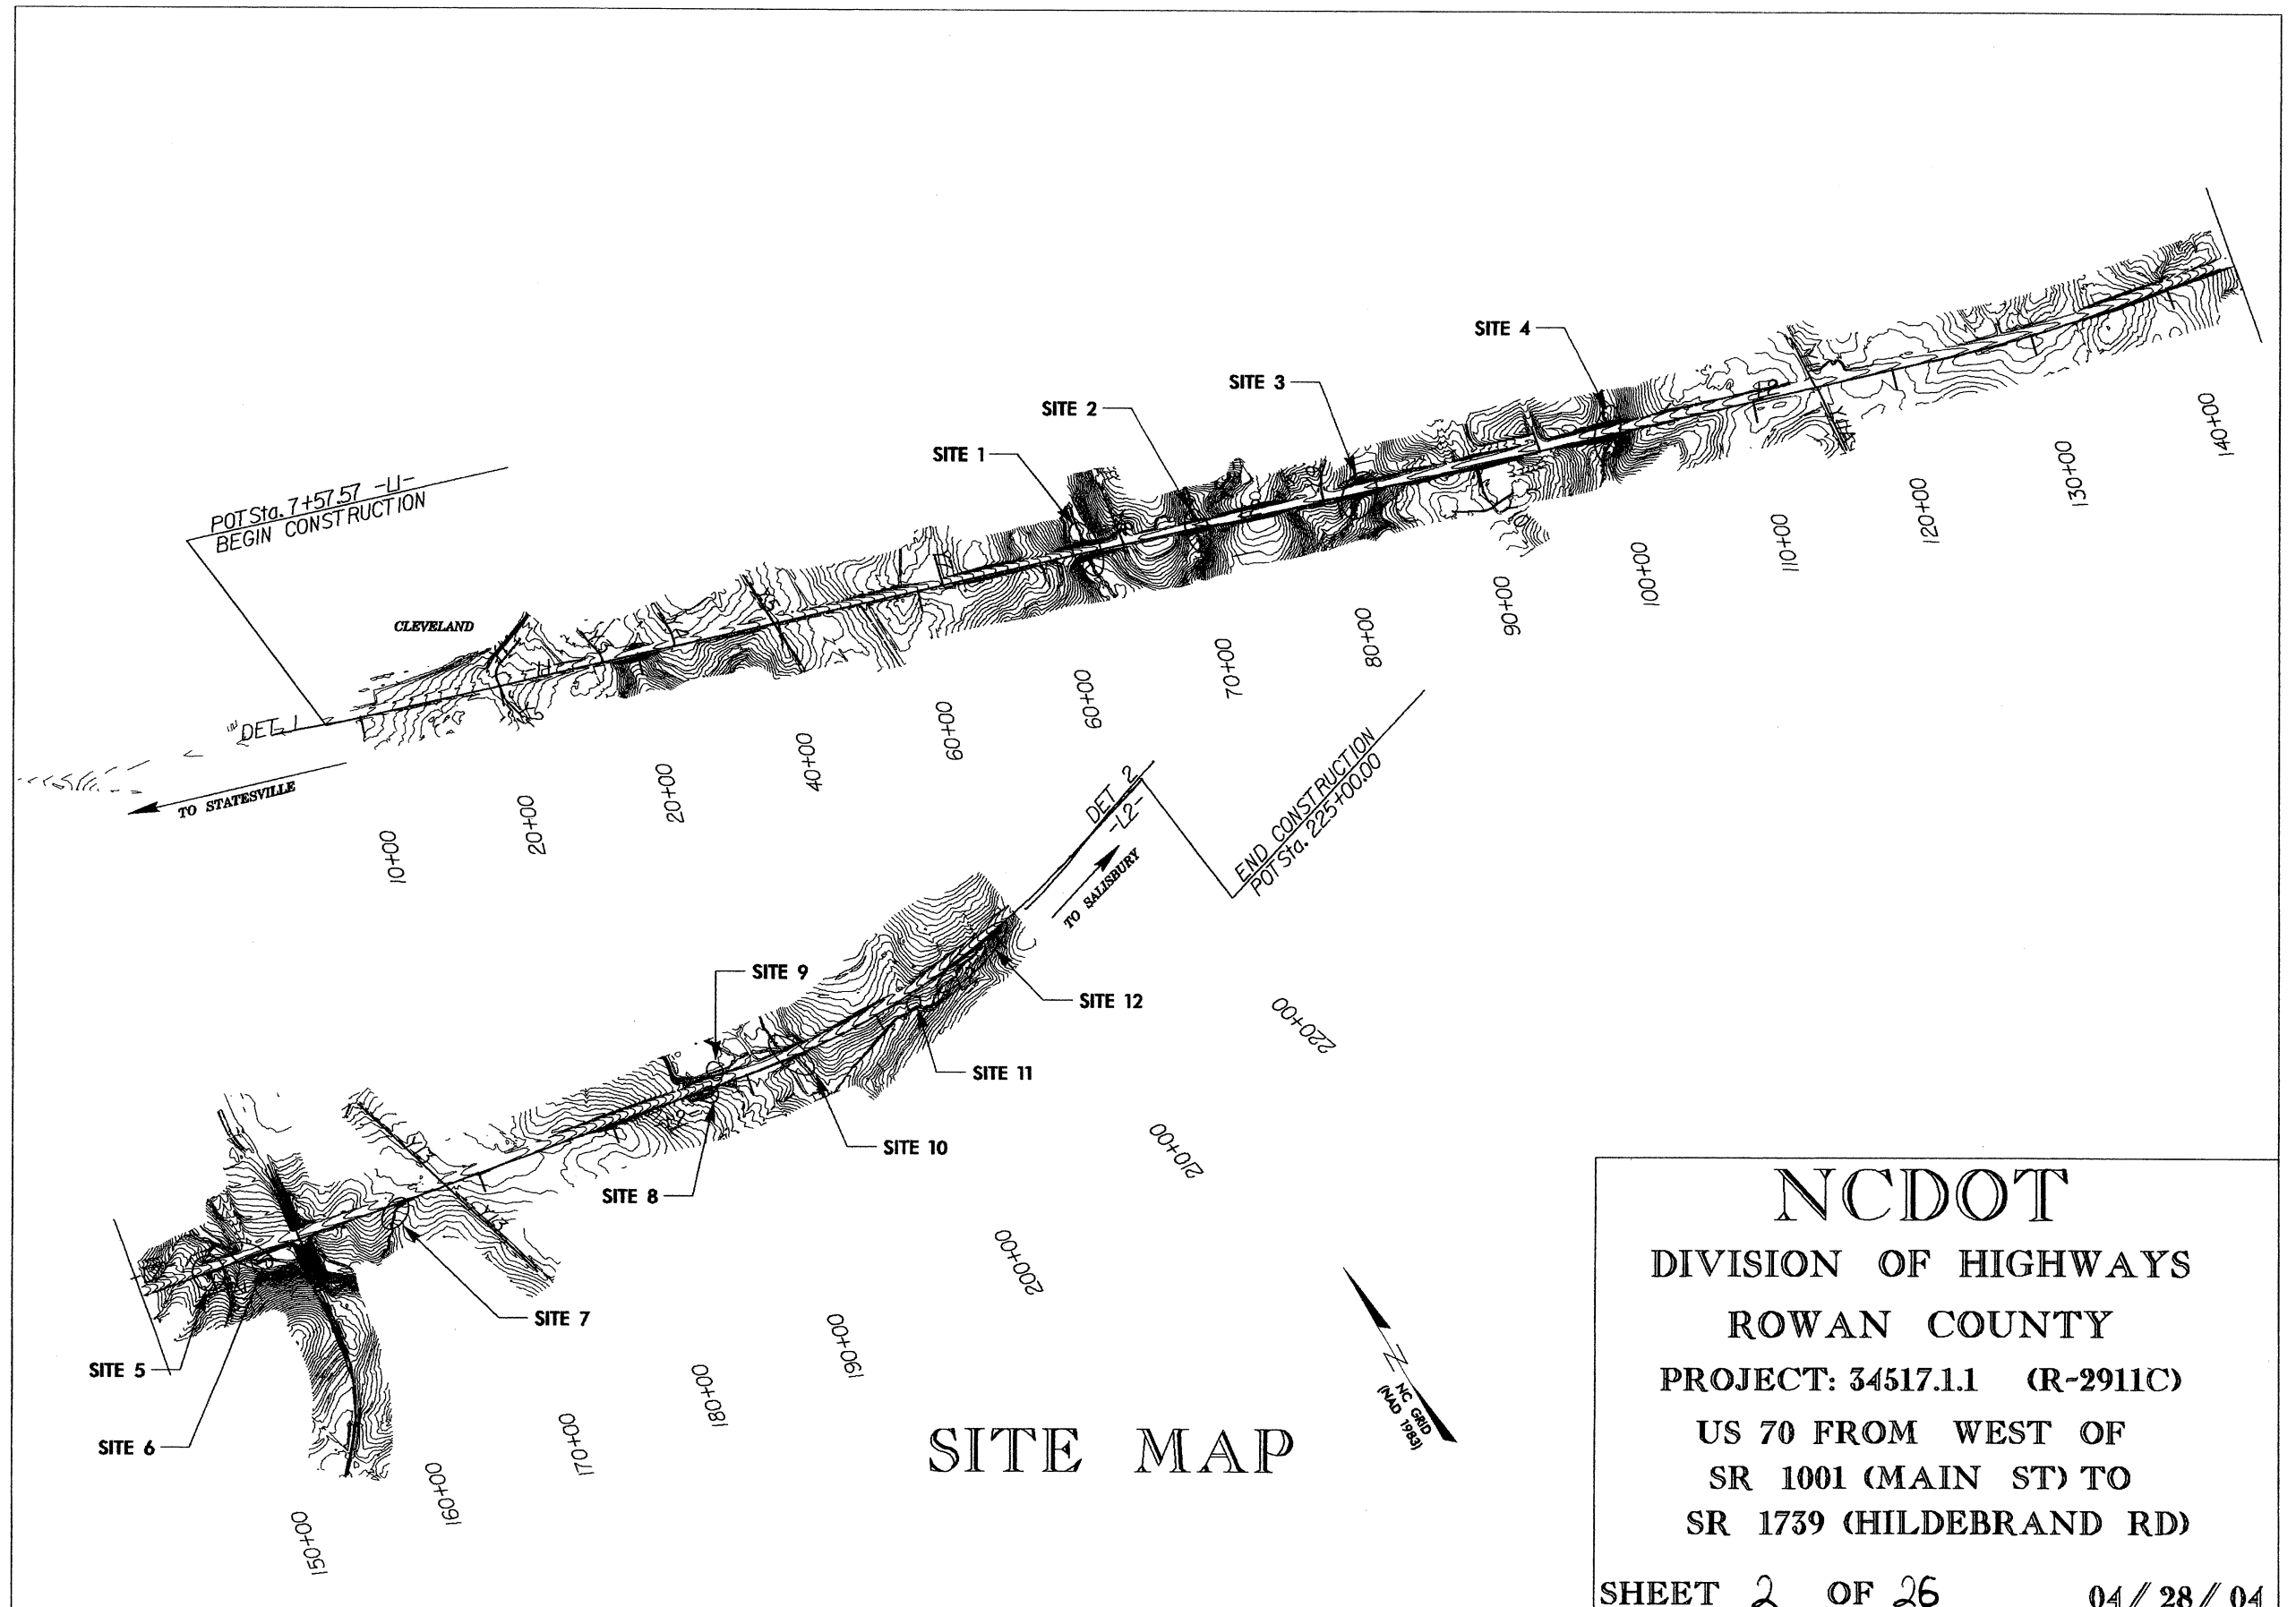 SITE 4
SITE 3
SITE 2
SITE 1
POT Sta. 7+57.57 -L1-
BEGIN CONSTRUCTION
CLEVELAND
DET 1
TO STATESVILLE
10+00
20+00
20+00
40+00
60+00
60+00
70+00
80+00
90+00
100+00
110+00
120+00
130+00
140+00
DET 2
-L2-
TO SALISBURY
END CONSTRUCTION
POT Sta. 225+00.00
SITE 9
SITE 12
SITE 11
SITE 10
SITE 8
SITE 7
SITE 5
SITE 6
150+00
160+00
170+00
180+00
190+00
200+00
210+00
220+00
NC GRID
(NAD 1983)
SITE MAP
NCDOT
DIVISION OF HIGHWAYS
ROWAN COUNTY
PROJECT: 34517.1.1 (R-2911C)
US 70 FROM WEST OF
SR 1001 (MAIN ST) TO
SR 1739 (HILDEBRAND RD)
SHEET 2 OF 26 04 / 28 / 04